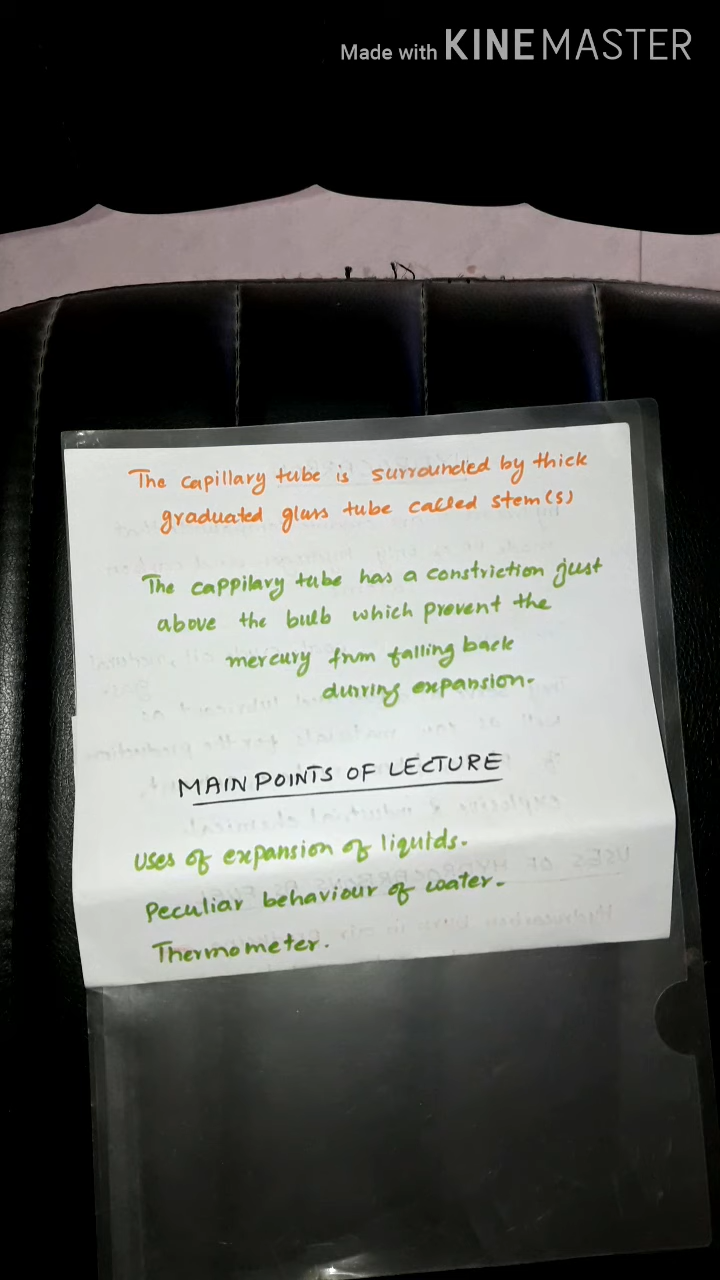 Made with KINEMASTER
The capillary tube is surrounded by thick
graduated glass tube called stem(s)
The cappilary tube has a constriction just
above the bulb which prevent the
mercury from falling back
durring expansion.
MAIN POINTS OF LECTURE
Uses of expansion of liquids.
Peculiar behaviour of water.
Thermometer.